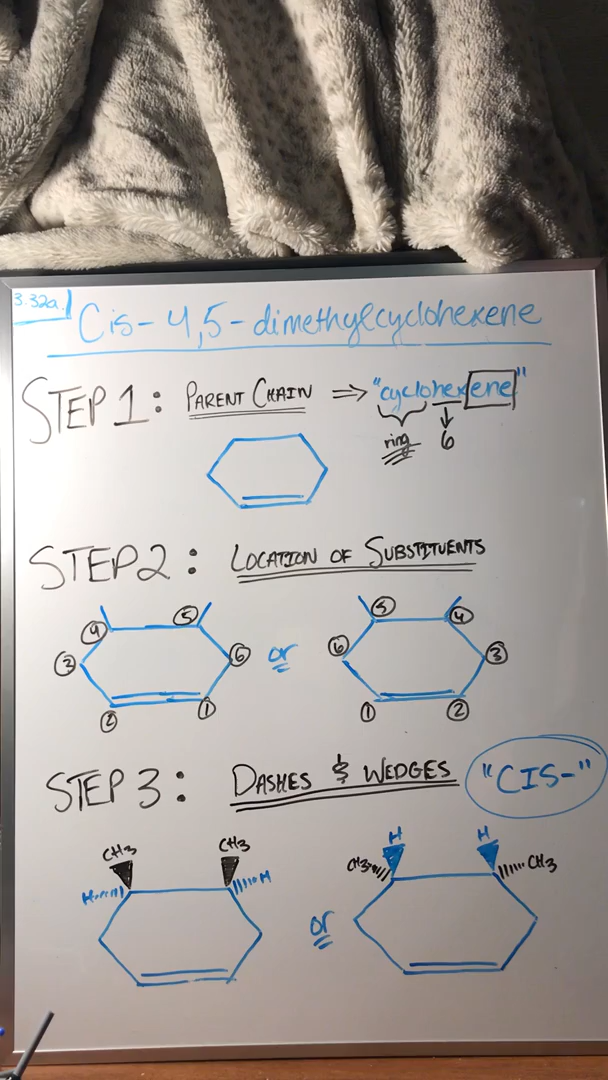 3.32a.)
Cis-4,5-dimethylcyclohexene
STEP 1: PARENT CHAIN ⇒ "cyclohexene"
ring 6
STEP 2: LOCATION OF SUBSTITUENTS
4 5 5 4
3 6 or 6 3
2 1 1 2
STEP 3: DASHES & WEDGES "CIS-"
CH3 CH3 H H
H H CH3 CH3
or